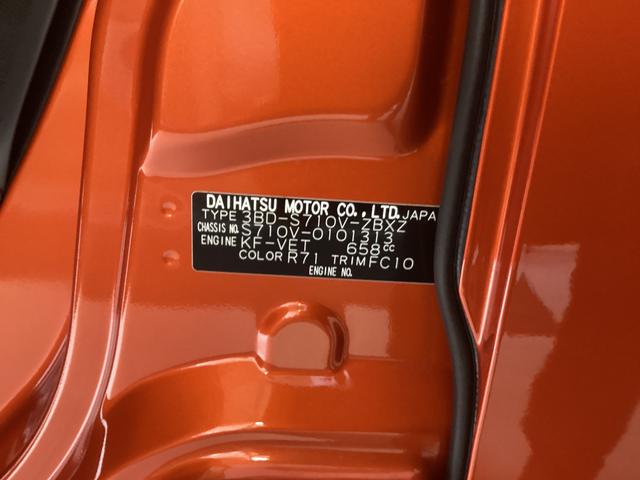 DAIHATSU MOTOR CO., LTD. JAPA
TYPE 3BD-S710V-ZBXZ
CHASSIS NO. S710V-0101313
ENGINE KF-VET 658cc
COLOR R71 TRIM FC10
ENGINE NO.